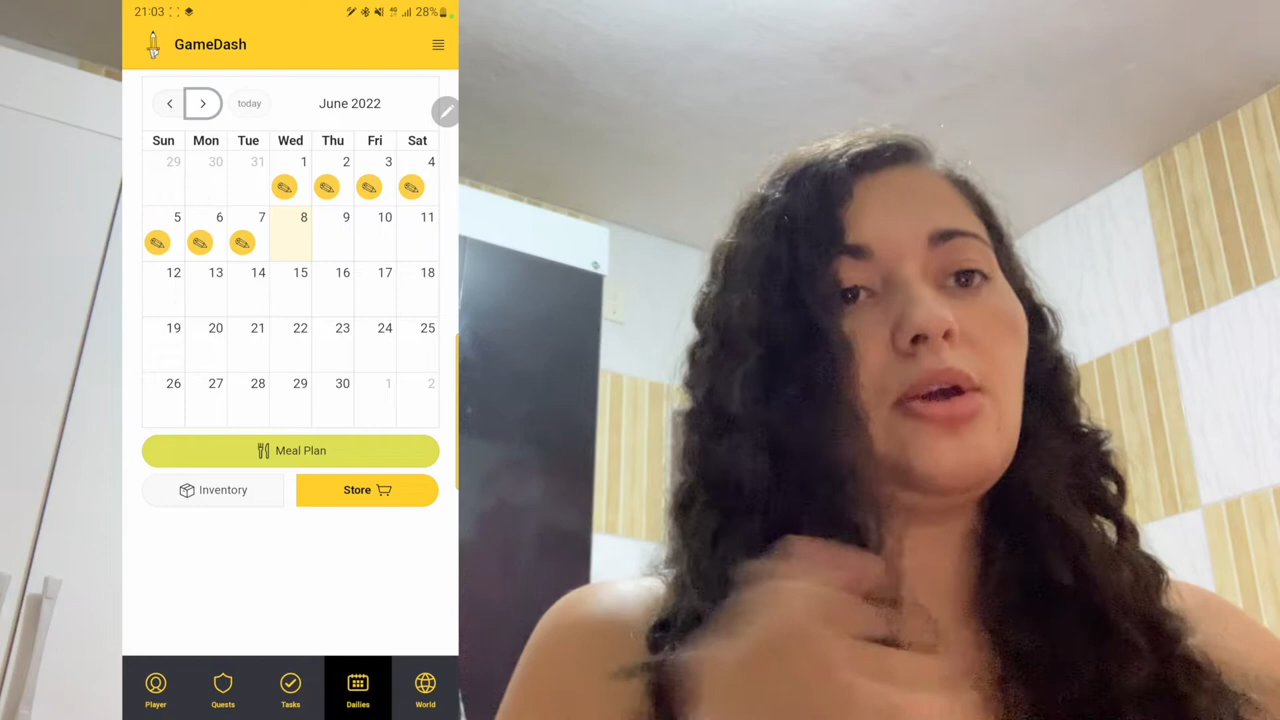 21:03
4G
28%
GameDash
today
June 2022
Sun Mon Tue Wed Thu Fri Sat
29 30 31 1 2 3 4
5 6 7 8 9 10 11
12 13 14 15 16 17 18
19 20 21 22 23 24 25
26 27 28 29 30 1 2
Meal Plan
Inventory
Store
Player Quests Tasks Dailies World